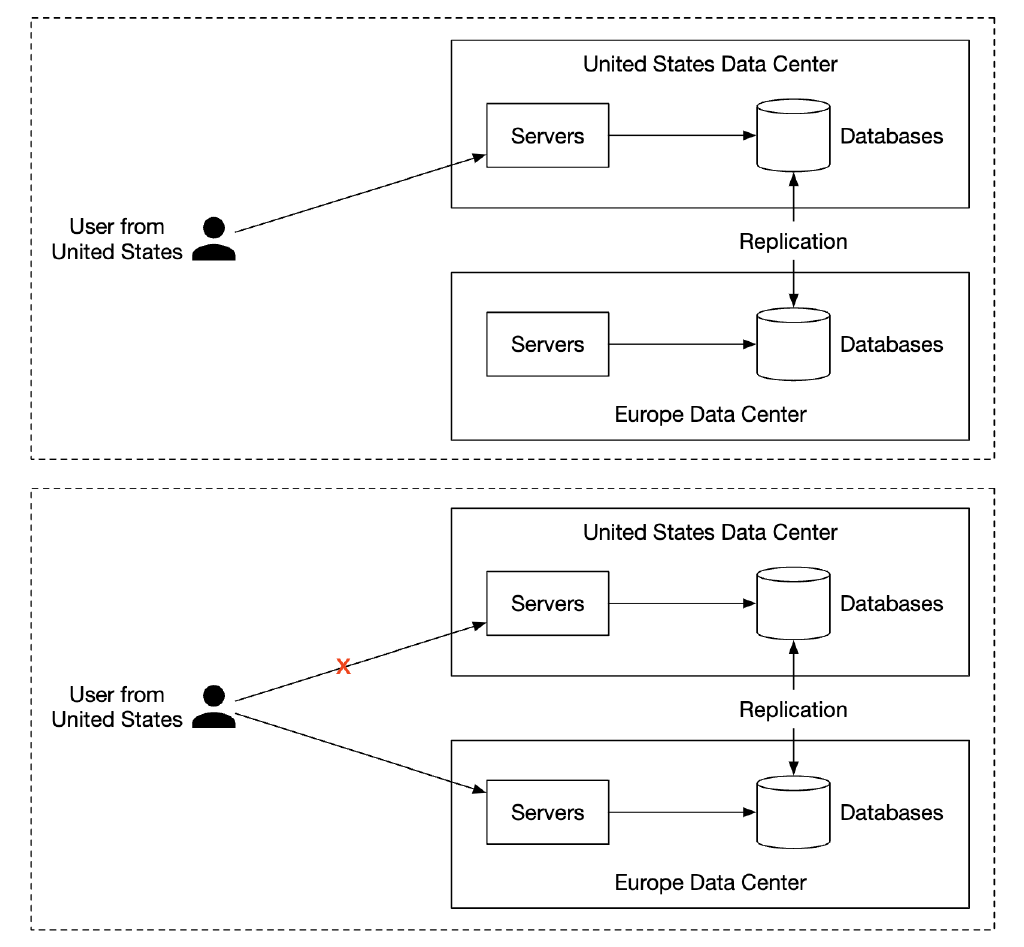 United States Data Center
Servers
Databases
User from
United States
Replication
Servers
Databases
Europe Data Center
United States Data Center
Servers
Databases
X
User from
United States
Replication
Servers
Databases
Europe Data Center